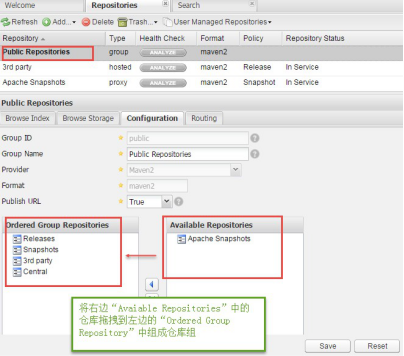 Welcome Repositories Search
Refresh Add... Delete Trash... User Managed Repositories
Repository Type Health Check Format Policy Repository Status
Public Repositories group ANALYZE maven2
3rd party hosted ANALYZE maven2 Release In Service
Apache Snapshots proxy ANALYZE maven2 Snapshot In Service
Public Repositories
Browse Index Browse Storage Configuration Routing
Group ID public
Group Name Public Repositories
Provider Maven2
Format maven2
Publish URL True
Ordered Group Repositories Available Repositories
Releases Apache Snapshots
Snapshots
3rd party
Central
将右边“Avaiable Repositories”中的
仓库拖拽到左边的“Ordered Group
Repository”中组成仓库组
Save Reset